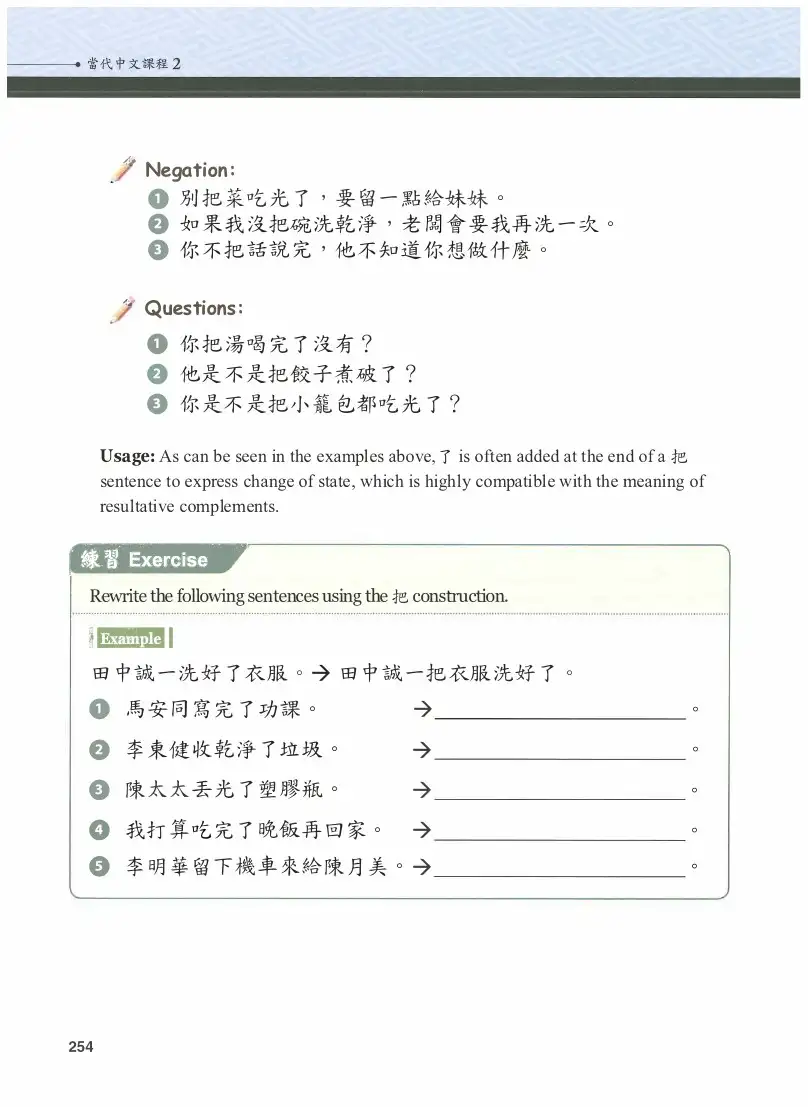 當代中文課程 2
Negation:
1 別把菜吃光了，要留一點給妹妹。
2 如果我沒把碗洗乾淨，老闆會要我再洗一次。
3 你不把話說完，他不知道你想做什麼。
Questions:
1 你把湯喝完了沒有？
2 他是不是把餃子煮破了？
3 你是不是把小籠包都吃光了？
Usage: As can be seen in the examples above, 了 is often added at the end of a 把
sentence to express change of state, which is highly compatible with the meaning of
resultative complements.
練習 Exercise
Rewrite the following sentences using the 把 construction.
Example
田中誠一洗好了衣服。→ 田中誠一把衣服洗好了。
1 馬安同寫完了功課。 → ＿＿＿＿＿＿＿＿。
2 李東健收乾淨了垃圾。 → ＿＿＿＿＿＿＿＿。
3 陳太太丟光了塑膠瓶。 → ＿＿＿＿＿＿＿＿。
4 我打算吃完了晚飯再回家。 → ＿＿＿＿＿＿＿＿。
5 李明華留下機車來給陳月美。→ ＿＿＿＿＿＿＿＿。
254